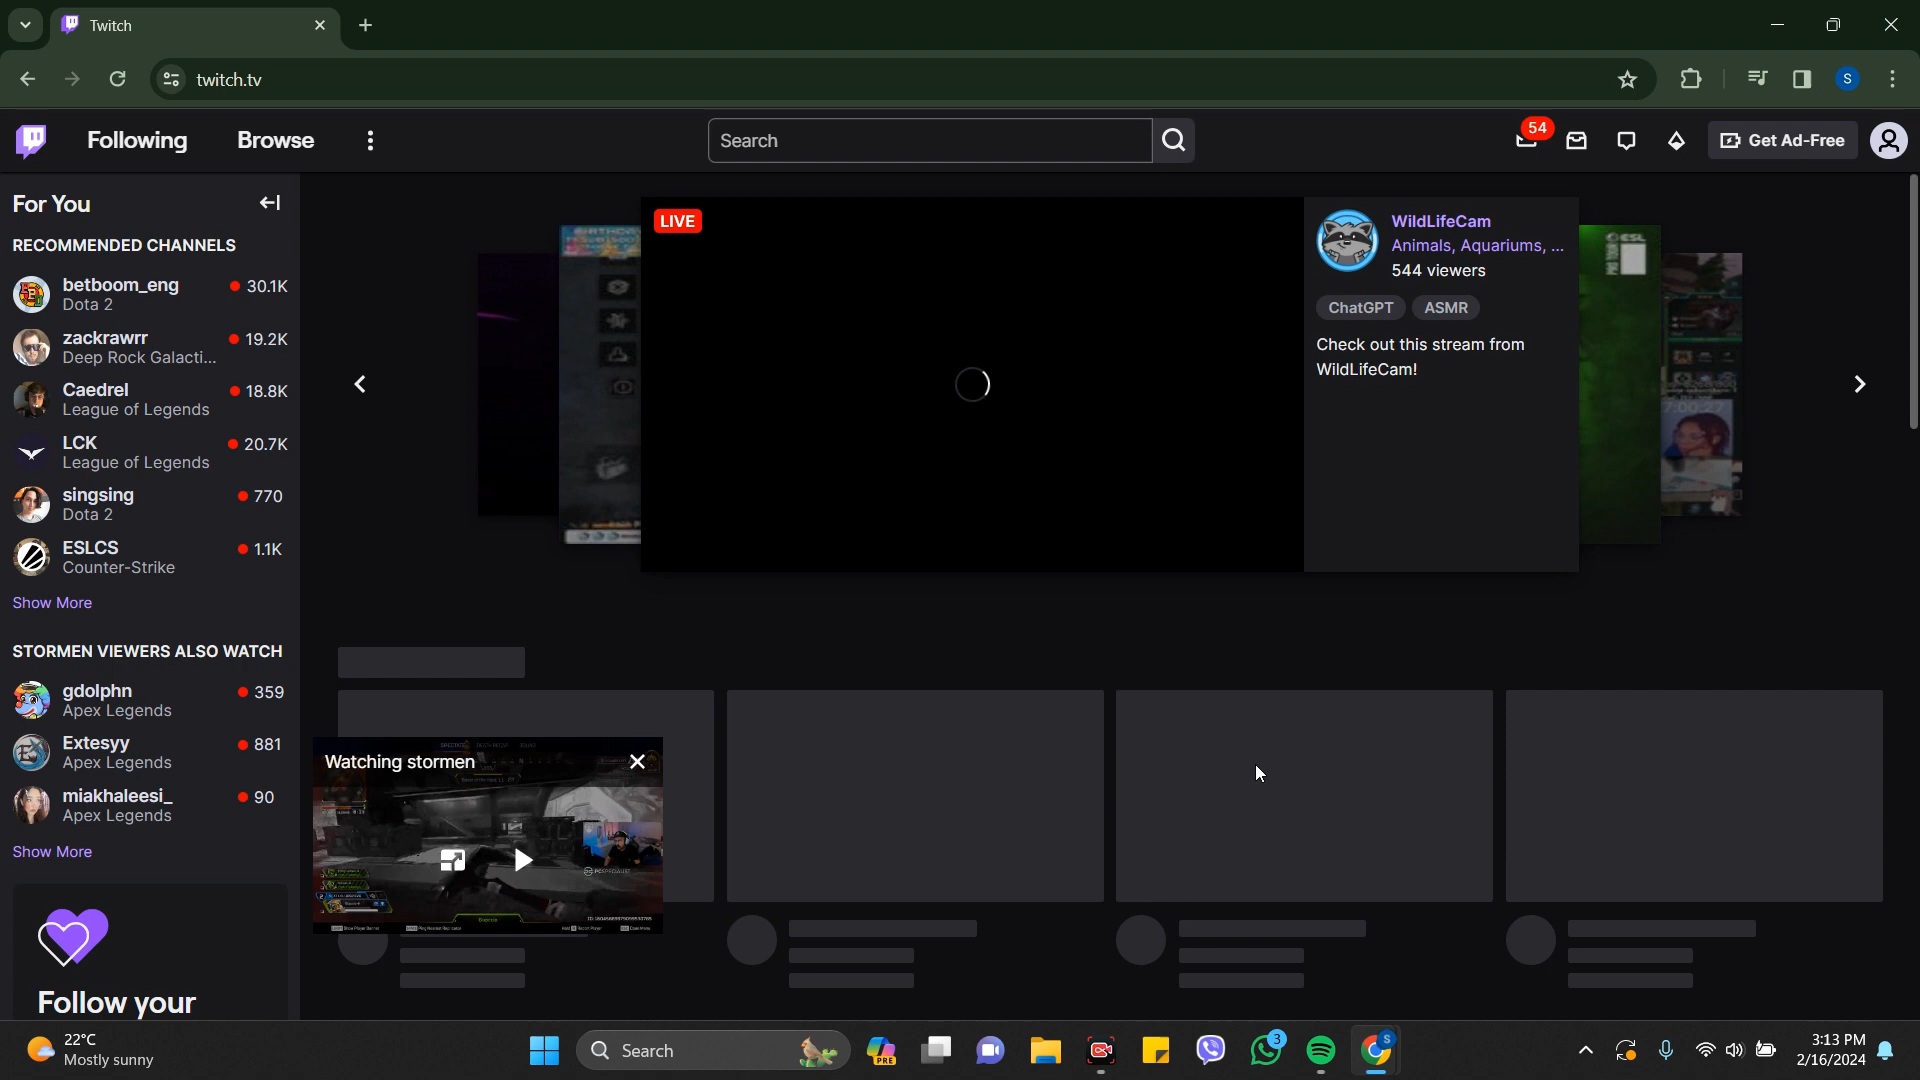 Twitch
twitch.tv
Following
Browse
Search
54
Get Ad-Free
S
For You
RECOMMENDED CHANNELS
betboom_eng
30.1K
Dota 2
zackrawrr
19.2K
Deep Rock Galacti...
Caedrel
18.8K
League of Legends
LCK
20.7K
League of Legends
singsing
770
Dota 2
ESLCS
1.1K
Counter-Strike
Show More
STORMEN VIEWERS ALSO WATCH
gdolphn
359
Apex Legends
Extesyy
881
Apex Legends
miakhaleesi_
90
Apex Legends
Show More
Follow your
LIVE
WildLifeCam
Animals, Aquariums, ...
544 viewers
ChatGPT
ASMR
Check out this stream from
WildLifeCam!
ESL
Watching stormen
22°C
Mostly sunny
Search
PRE
3
S
3:13 PM
2/16/2024